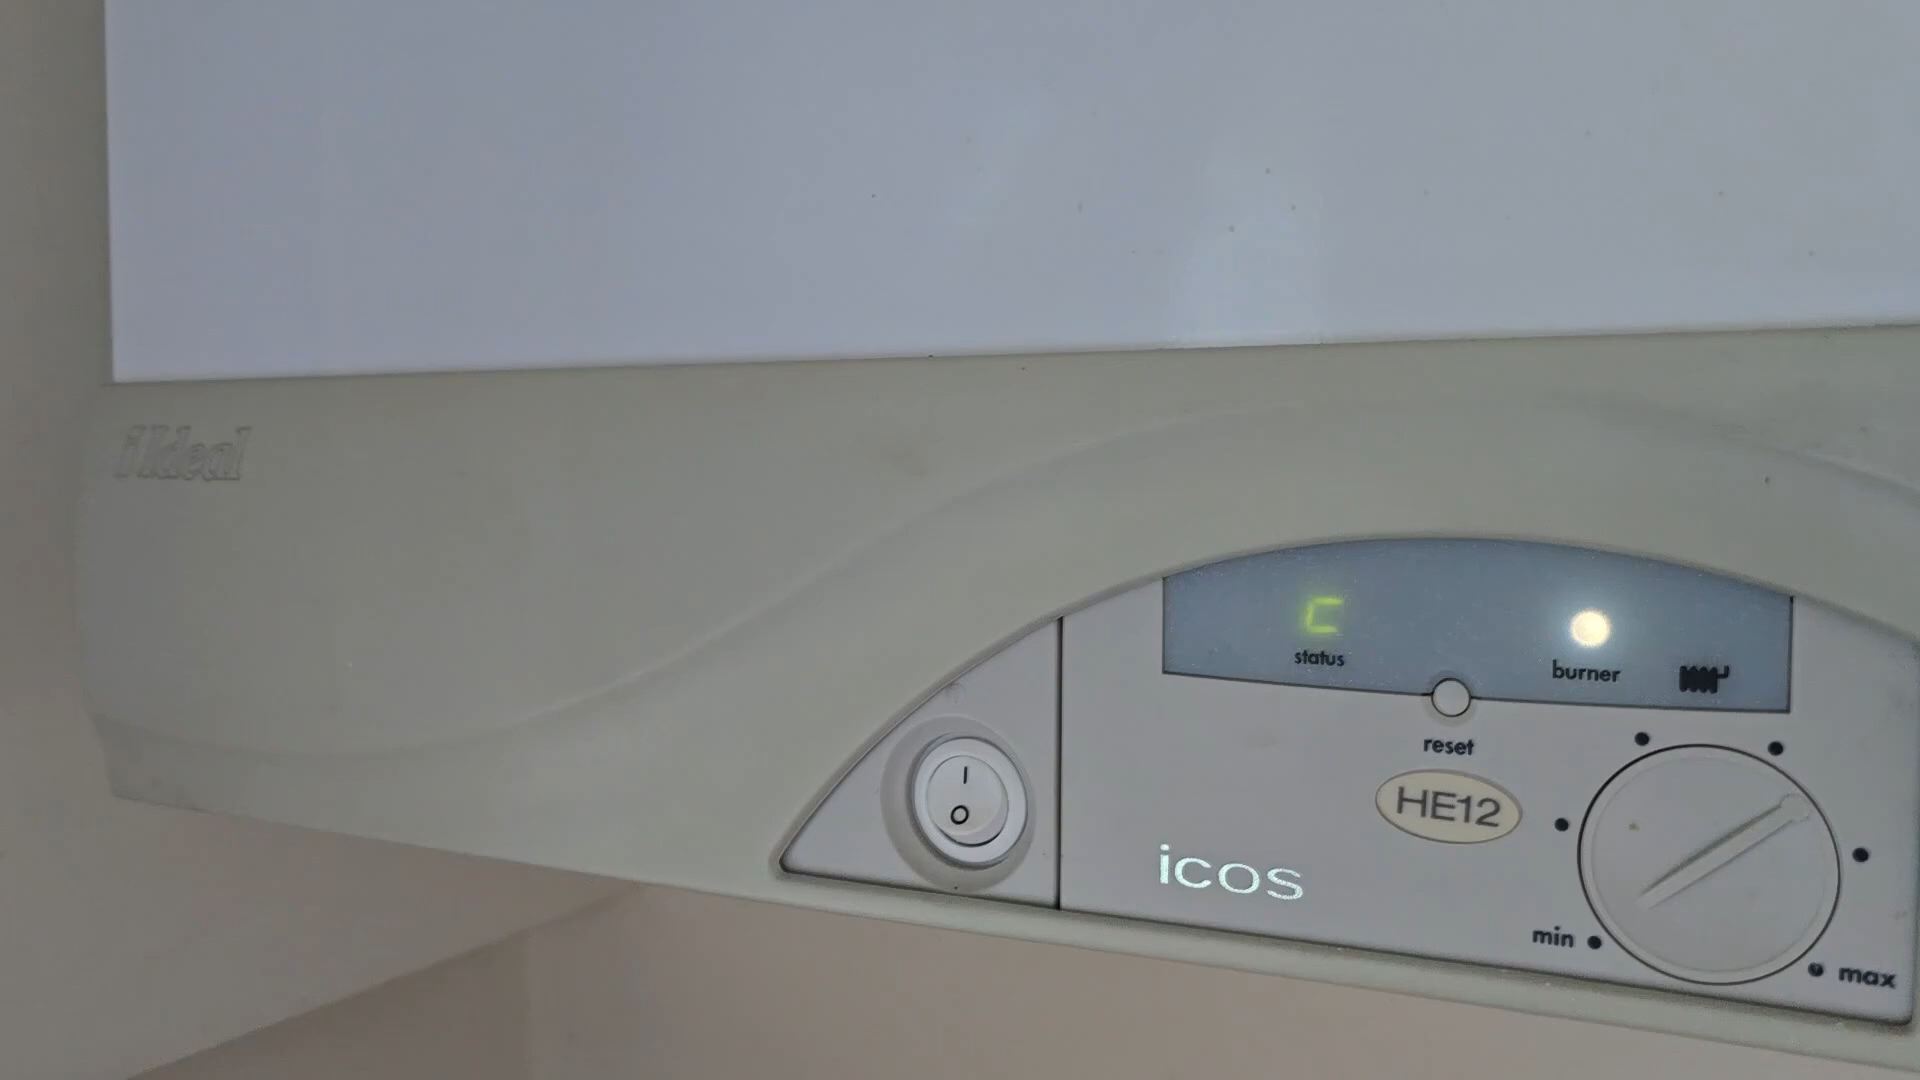 Ideal
C
status
burner
reset
I
O
HE12
icos
min
max